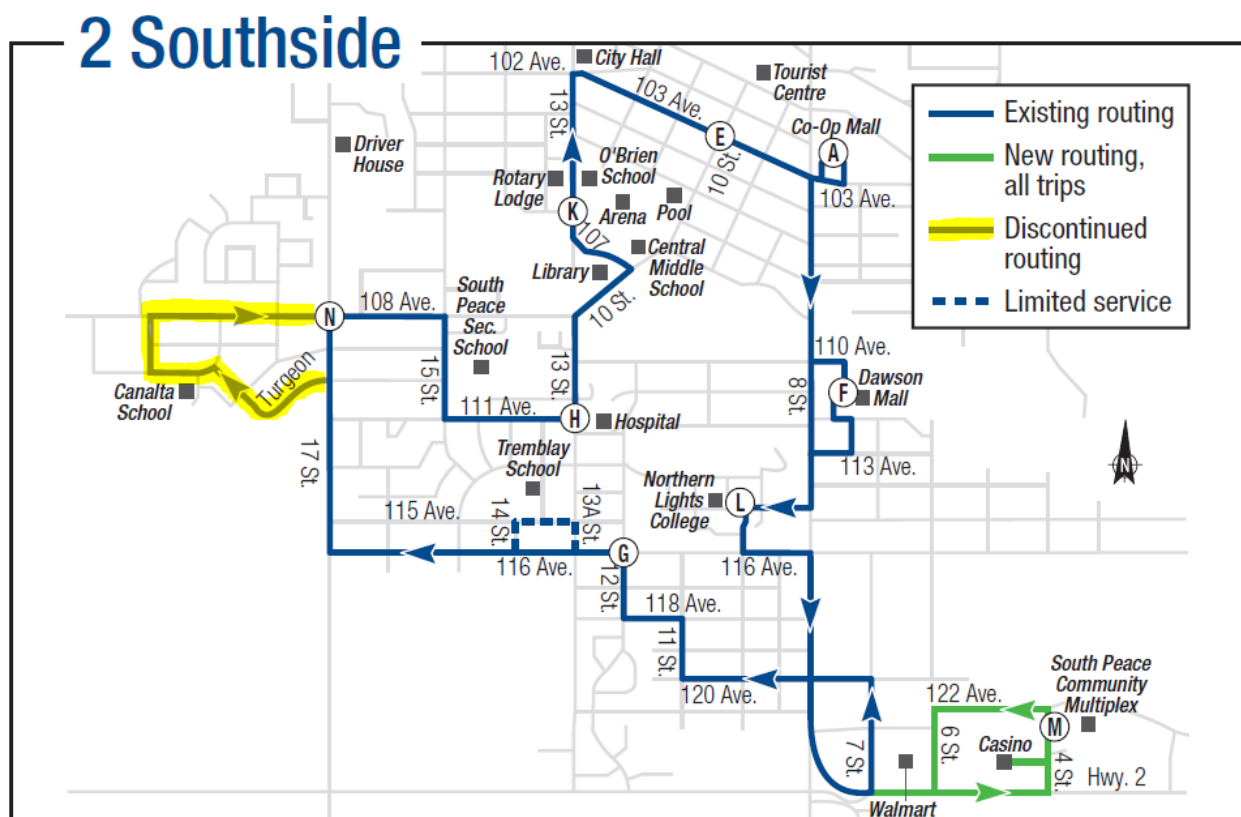 2 Southside
102 Ave.
City Hall
103 Ave.
Tourist
Centre
Existing routing
New routing,
all trips
Discontinued
routing
Limited service
13 St.
Driver
House
E
Co-Op Mall
A
10 St.
103 Ave.
Rotary
Lodge
O'Brien
School
Arena
Pool
K
107
Central
Middle
School
Library
10 St.
South
Peace
Sec.
School
108 Ave.
N
Turgeon
Canalta
School
15 St.
13 St.
111 Ave.
H
Hospital
110 Ave.
F
Dawson
Mall
8 St.
113 Ave.
N
17 St.
Tremblay
School
Northern
Lights
College
L
115 Ave.
14 St.
13A St.
G
116 Ave.
116 Ave.
12 St.
118 Ave.
11 St.
120 Ave.
South Peace
Community
Multiplex
122 Ave.
M
7 St.
6 St.
Casino
4 St.
Hwy. 2
Walmart